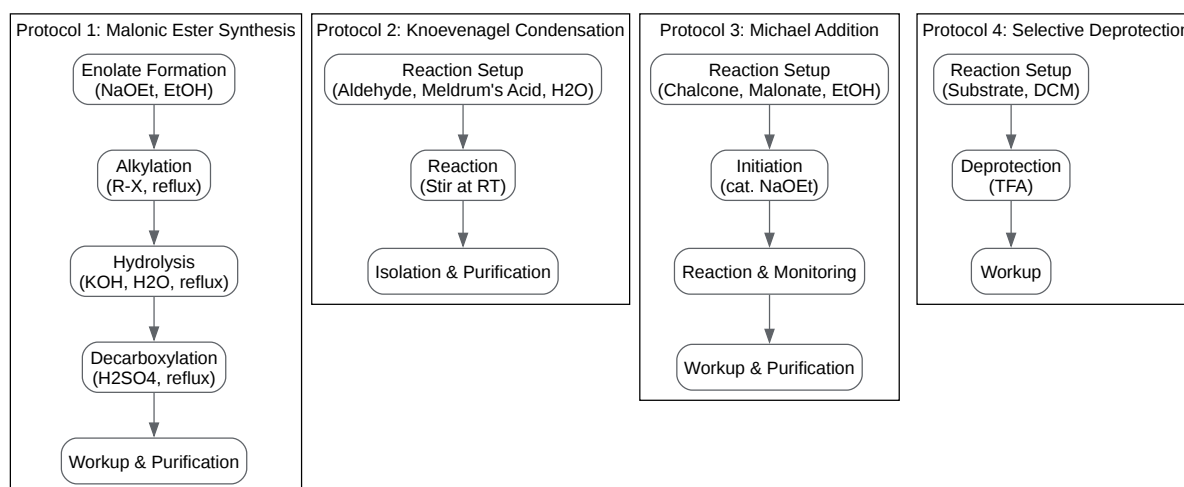 Protocol 1: Malonic Ester Synthesis
Enolate Formation
(NaOEt, EtOH)
Alkylation
(R-X, reflux)
Hydrolysis
(KOH, H2O, reflux)
Decarboxylation
(H2SO4, reflux)
Workup & Purification
Protocol 2: Knoevenagel Condensation
Reaction Setup
(Aldehyde, Meldrum's Acid, H2O)
Reaction
(Stir at RT)
Isolation & Purification
Protocol 3: Michael Addition
Reaction Setup
(Chalcone, Malonate, EtOH)
Initiation
(cat. NaOEt)
Reaction & Monitoring
Workup & Purification
Protocol 4: Selective Deprotection
Reaction Setup
(Substrate, DCM)
Deprotection
(TFA)
Workup